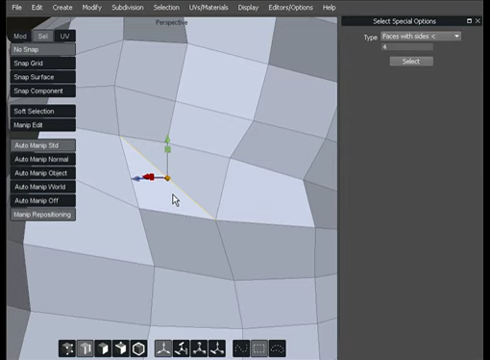 File Edit Create Modify Subdivision Selection UVs/Materials Display Editors/Options Help
Perspective
Select Special Options
Mod Sel UV
Type Faces with sides <
No Snap
4
Snap Grid
Select
Snap Surface
Snap Component
Soft Selection
Manip Edit
Auto Manip Std
Auto Manip Normal
Auto Manip Object
Auto Manip World
Auto Manip Off
Manip Repositioning